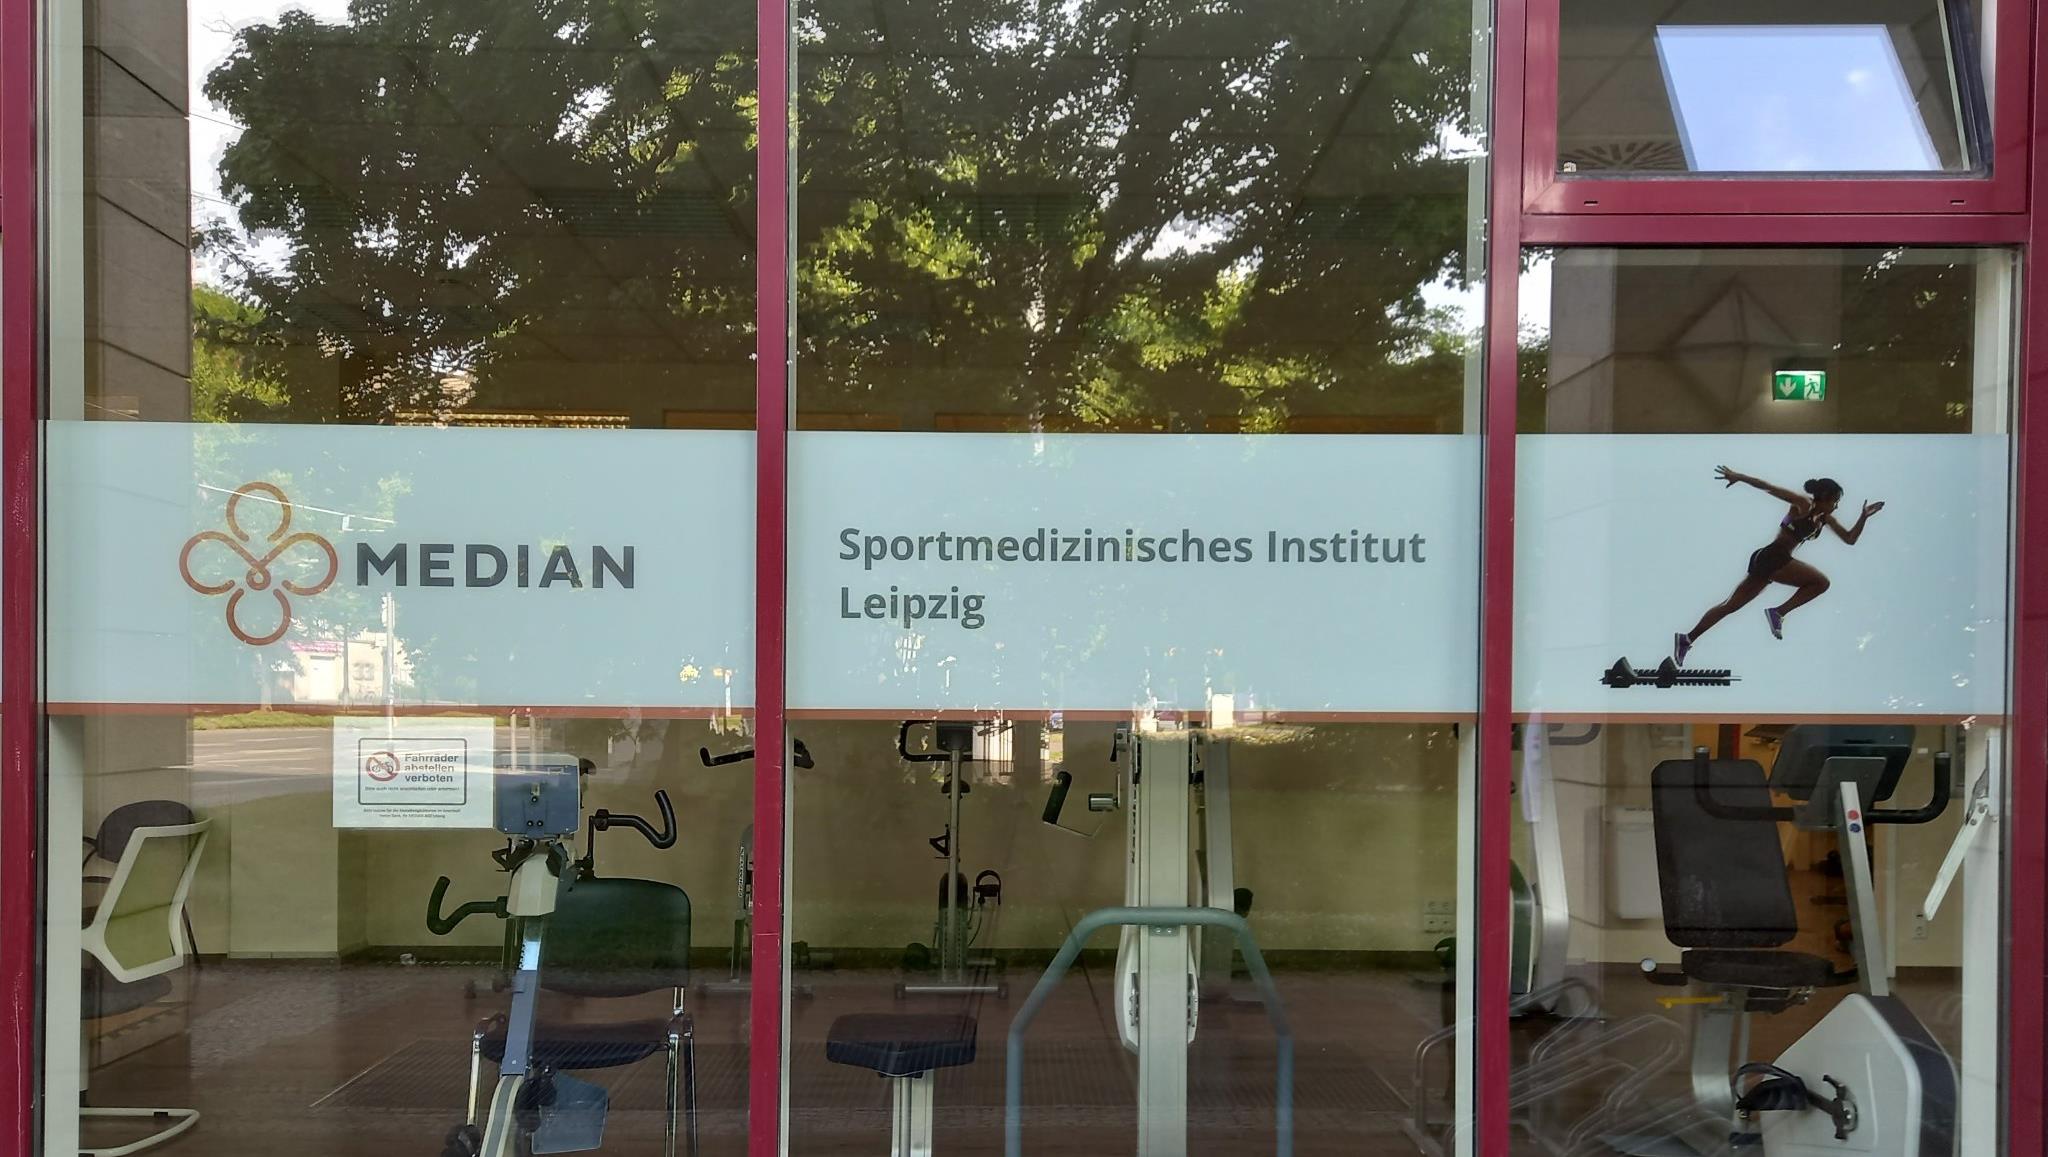 MEDIAN
Sportmedizinisches Institut
Leipzig
Fahrräder
abstellen
verboten